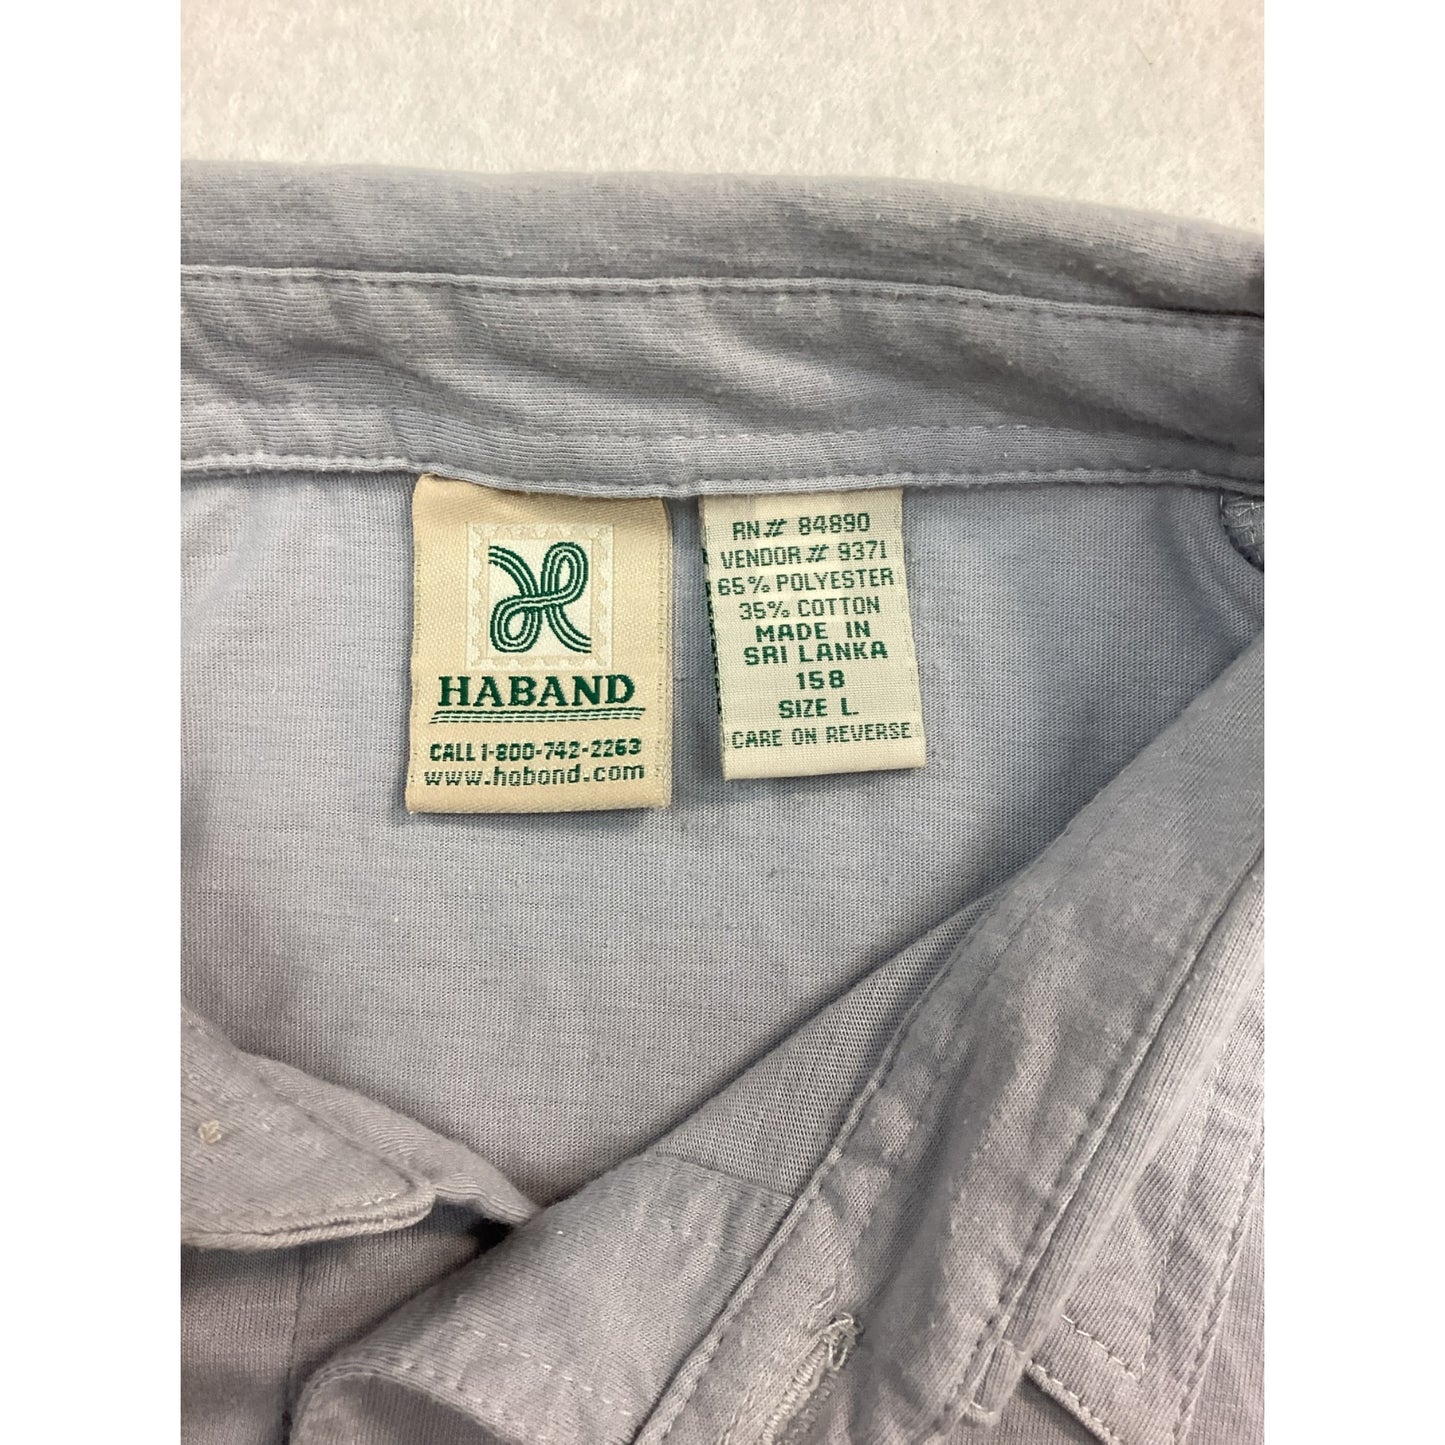 HABAND
CALL 1-800-742-2263
www.haband.com
RN# 84890
VENDOR# 9371
65% POLYESTER
35% COTTON
MADE IN
SRI LANKA
158
SIZE L
CARE ON REVERSE